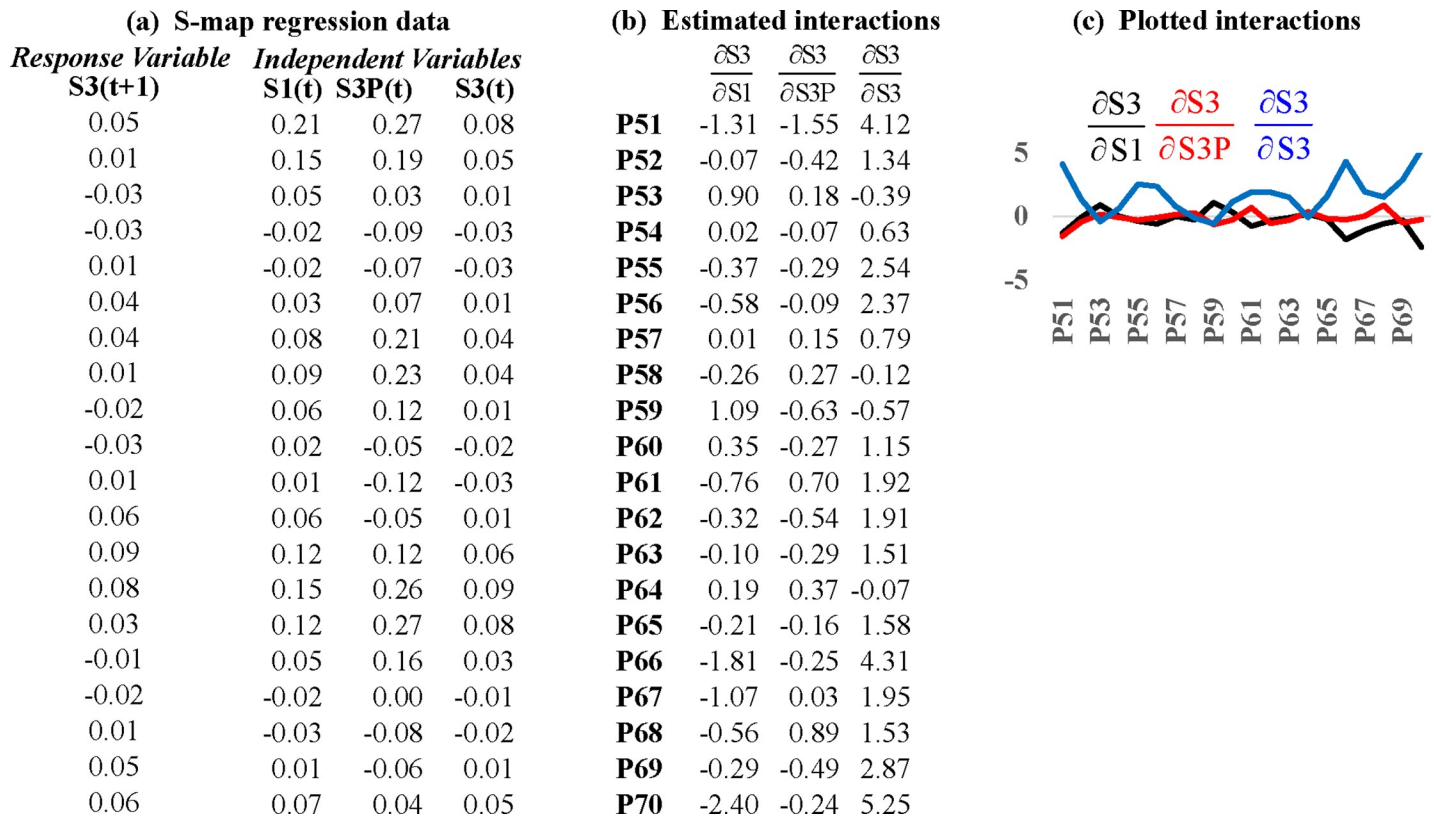 (a) S-map regression data (b) Estimated interactions (c) Plotted interactions
Response Variable Independent Variables ∂S3 ∂S3 ∂S3
S3(t+1) S1(t) S3P(t) S3(t) ∂S1 ∂S3P ∂S3
0.05 0.21 0.27 0.08 P51 -1.31 -1.55 4.12
0.01 0.15 0.19 0.05 P52 -0.07 -0.42 1.34
-0.03 0.05 0.03 0.01 P53 0.90 0.18 -0.39
-0.03 -0.02 -0.09 -0.03 P54 0.02 -0.07 0.63
0.01 -0.02 -0.07 -0.03 P55 -0.37 -0.29 2.54
0.04 0.03 0.07 0.01 P56 -0.58 -0.09 2.37
0.04 0.08 0.21 0.04 P57 0.01 0.15 0.79
0.01 0.09 0.23 0.04 P58 -0.26 0.27 -0.12
-0.02 0.06 0.12 0.01 P59 1.09 -0.63 -0.57
-0.03 0.02 -0.05 -0.02 P60 0.35 -0.27 1.15
0.01 0.01 -0.12 -0.03 P61 -0.76 0.70 1.92
0.06 0.06 -0.05 0.01 P62 -0.32 -0.54 1.91
0.09 0.12 0.12 0.06 P63 -0.10 -0.29 1.51
0.08 0.15 0.26 0.09 P64 0.19 0.37 -0.07
0.03 0.12 0.27 0.08 P65 -0.21 -0.16 1.58
-0.01 0.05 0.16 0.03 P66 -1.81 -0.25 4.31
-0.02 -0.02 0.00 -0.01 P67 -1.07 0.03 1.95
0.01 -0.03 -0.08 -0.02 P68 -0.56 0.89 1.53
0.05 0.01 -0.06 0.01 P69 -0.29 -0.49 2.87
0.06 0.07 0.04 0.05 P70 -2.40 -0.24 5.25
∂S3 ∂S3 ∂S3
∂S1 ∂S3P ∂S3
5
0
-5
P51 P53 P55 P57 P59 P61 P63 P65 P67 P69